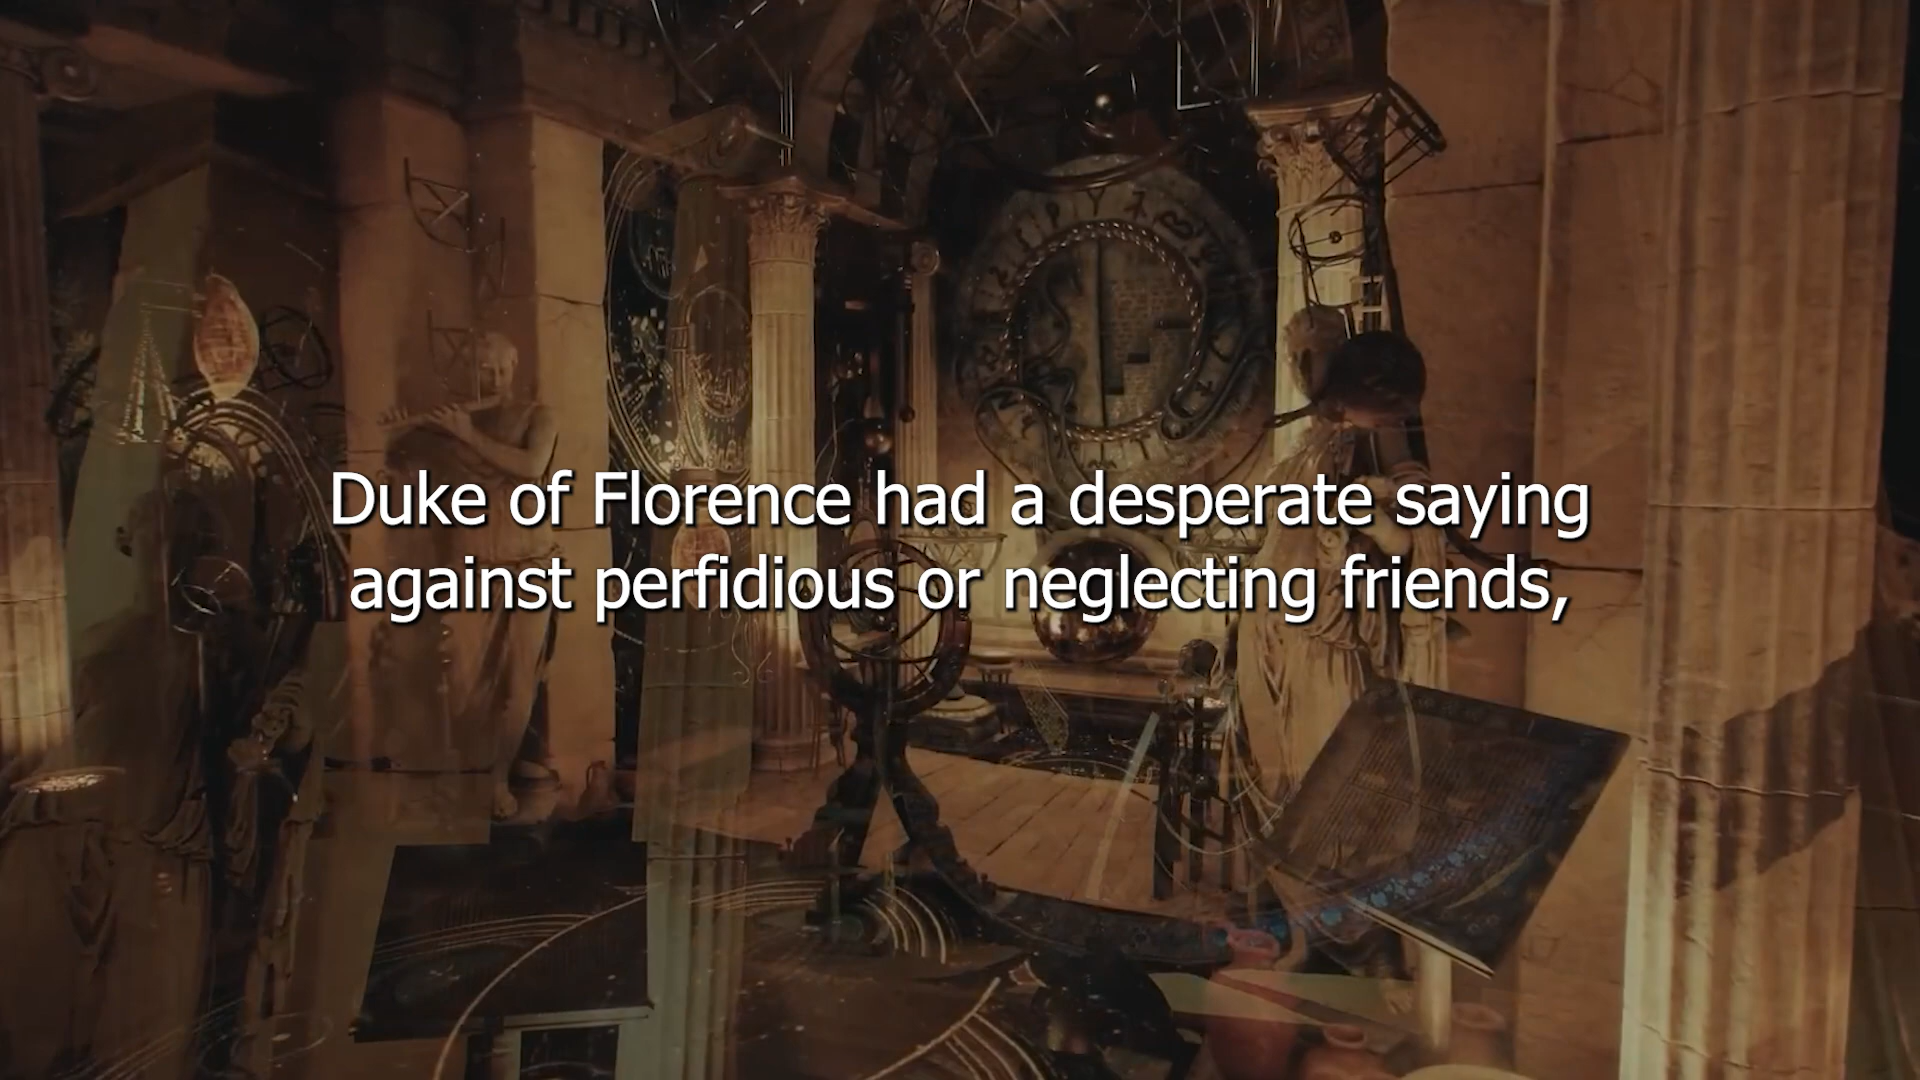 Duke of Florence had a desperate saying
against perfidious or neglecting friends,